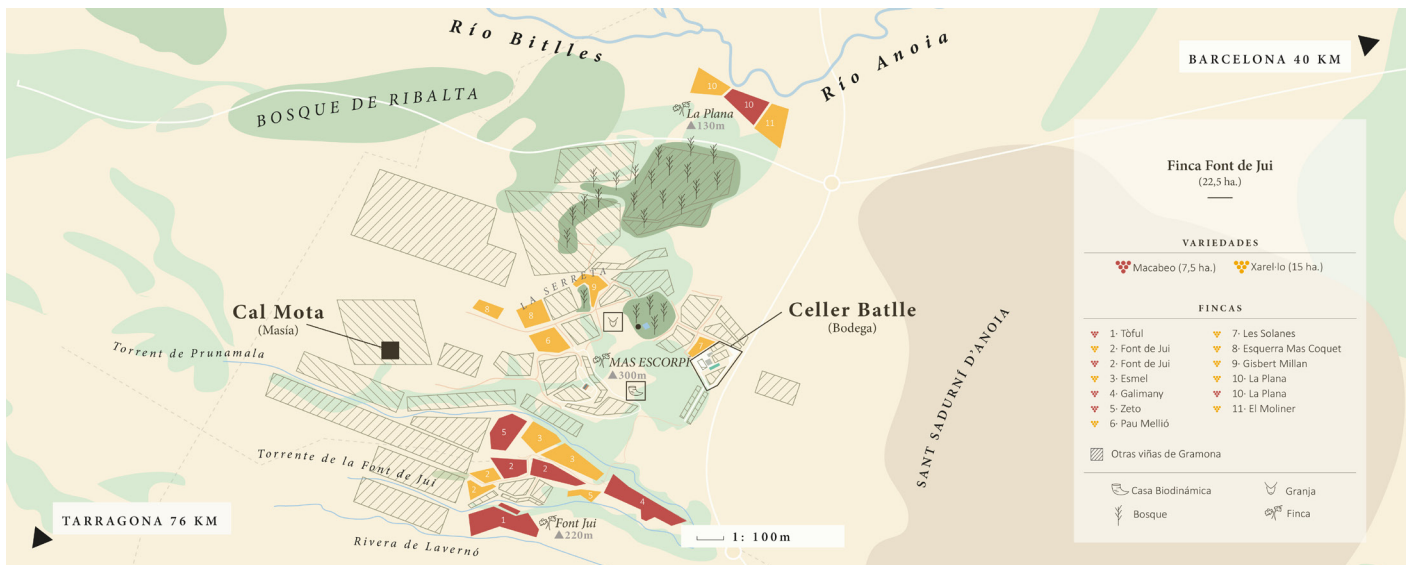 Río Bitlles
Río Anoia
BARCELONA 40 KM
BOSQUE DE RIBALTA
10
10
11
La Plana
130m
LA SERRETA
9
8
8
6
7
Cal Mota
(Masía)
Celler Batlle
(Bodega)
MAS ESCORPÍ
300m
Torrent de Prunamala
Torrente de la Font de Jui
5
3
3
2
2
2
2
5
4
1
Font Jui
220m
Rivera de Lavernó
TARRAGONA 76 KM
1: 100m
SANT SADURNÍ D'ANOIA
Finca Font de Jui
(22,5 ha.)
VARIEDADES
Macabeo (7,5 ha.) Xarel·lo (15 ha.)
FINCAS
1· Tòful
2· Font de Jui
2· Font de Jui
3· Esmel
4· Galimany
5· Zeto
6· Pau Mellió
7· Les Solanes
8· Esquerra Mas Coquet
9· Gisbert Millan
10· La Plana
10· La Plana
11· El Moliner
Otras viñas de Gramona
Casa Biodinámica
Granja
Bosque
Finca